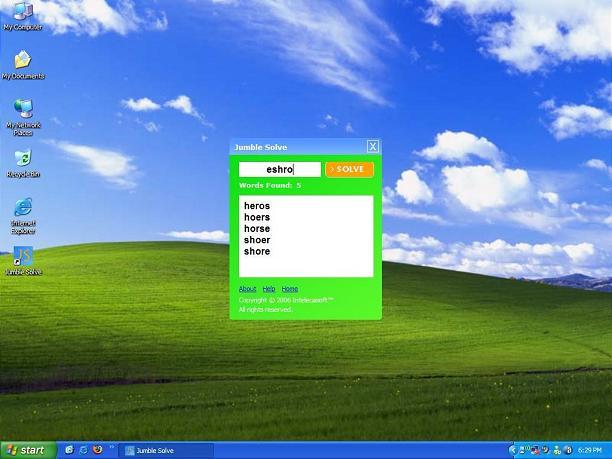 My Computer
My Documents
My Network
Places
Recycle Bin
Internet
Explorer
Jumble Solve
Jumble Solve
X
eshro
› SOLVE
Words Found: 5
heros
hoers
horse
shoer
shore
About Help Home
Copyright © 2006 Intelecasoft™
All rights reserved.
start
Jumble Solve
6:29 PM